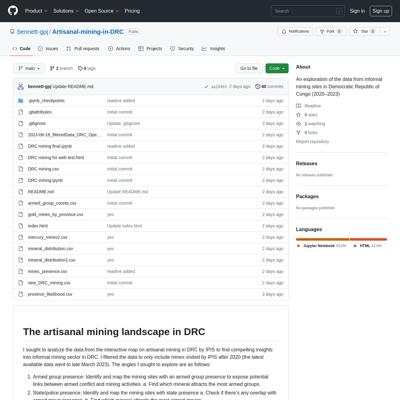 Product Solutions Open Source Pricing Search / Sign in Sign up
bennett-gpj / Artisanal-mining-in-DRC Public Notifications Fork 0 Star 0
Code Issues Pull requests Actions Projects Security Insights
main 1 branch 0 tags Go to file Code
bennett-gpj Update README.md 2 days ago 40 commits
.ipynb_checkpoints readme added 2 days ago
.gitattributes initial commit 2 days ago
.gitignore Update .gitignore 2 days ago
2023-06-18_filteredData_DRC_Ope... initial commit 2 days ago
DRC mining final.ipynb readme added 2 days ago
DRC mining for web test.html initial commit 2 days ago
DRC mining.csv initial commit 2 days ago
DRC mining.ipynb initial commit 2 days ago
README.md Update README.md 2 days ago
armed_group_counts.csv initial commit 2 days ago
gold_mines_by_province.csv yes 2 days ago
index.html Update index.html 2 days ago
mercury_mines2.csv yes 2 days ago
mineral_distribution.csv yes 2 days ago
mineral_distribution2.csv yes 2 days ago
mines_presence.csv readme added 2 days ago
new_DRC_mining.csv initial commit 2 days ago
province_likelihood.csv yes 2 days ago
About
An exploration of the data from informal
mining sites in Democratic Republic of
Congo (2020–2023)
Readme
0 stars
1 watching
0 forks
Report repository
Releases
No releases published
Packages
No packages published
Languages
Jupyter Notebook HTML
The artisanal mining landscape in DRC
I sought to analyze the data from the interactive map on artisanal mining in DRC by IPIS to find compelling insights
into informal mining sector in DRC. I filtered the data to only include mines visited by IPIS after 2020 (the latest
available data went to late March 2023). The angles I sought to explore are as follows:
1. Armed group presence: Identify and map the mining sites with an armed group presence to expose potential
links between armed conflict and mining activities. a. Find which mineral attracts the most armed groups.
2. State/police presence: Identify and map the mining sites with state presence a. Check if there's any overlap with